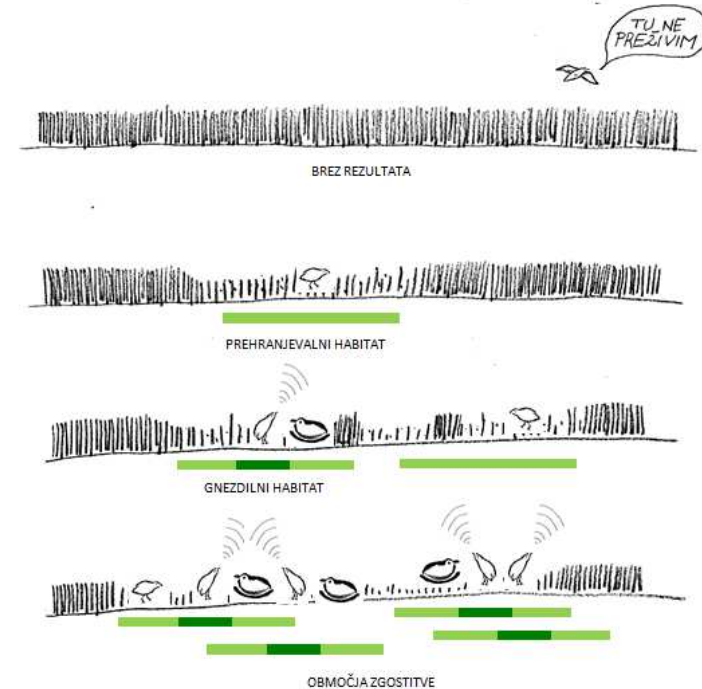 TU NE
PREŽIVIM
BREZ REZULTATA
PREHRANJEVALNI HABITAT
GNEZDILNI HABITAT
OBMOČJA ZGOSTITVE